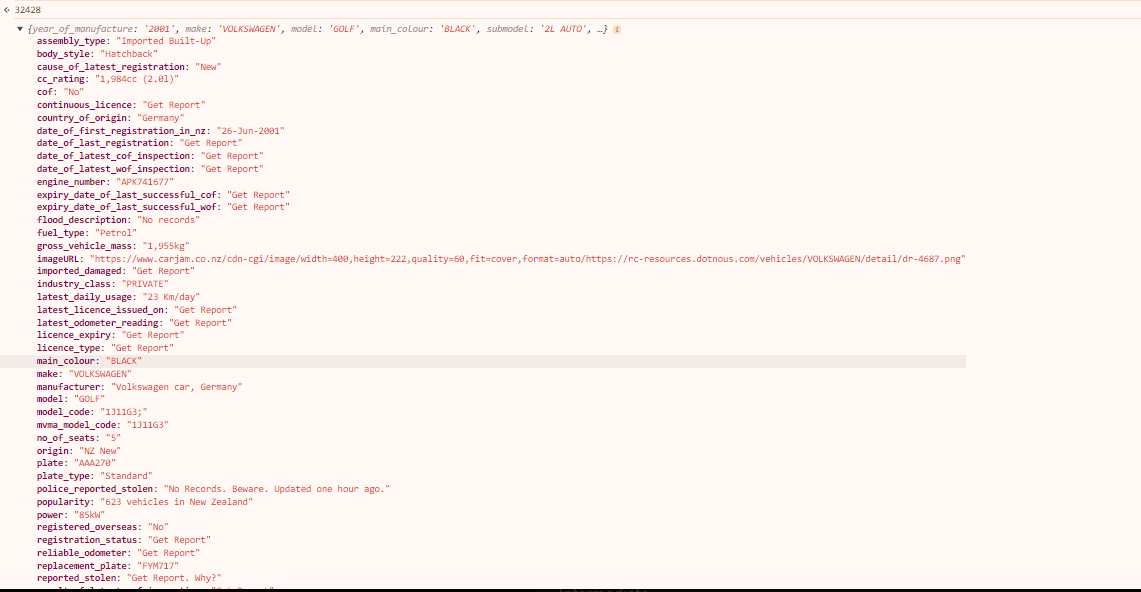 32428
{year_of_manufacture: '2001', make: 'VOLKSWAGEN', model: 'GOLF', main_colour: 'BLACK', submodel: '2L AUTO', …} i
assembly_type: "Imported Built-Up"
body_style: "Hatchback"
cause_of_latest_registration: "New"
cc_rating: "1,984cc (2.0l)"
cof: "No"
continuous_licence: "Get Report"
country_of_origin: "Germany"
date_of_first_registration_in_nz: "26-Jun-2001"
date_of_last_registration: "Get Report"
date_of_latest_cof_inspection: "Get Report"
date_of_latest_wof_inspection: "Get Report"
engine_number: "APK741677"
expiry_date_of_last_successful_cof: "Get Report"
expiry_date_of_last_successful_wof: "Get Report"
flood_description: "No records"
fuel_type: "Petrol"
gross_vehicle_mass: "1,955kg"
imageURL: "https://www.carjam.co.nz/cdn-cgi/image/width=400,height=222,quality=60,fit=cover,format=auto/https://rc-resources.dotnous.com/vehicles/VOLKSWAGEN/detail/dr-4687.png"
imported_damaged: "Get Report"
industry_class: "PRIVATE"
latest_daily_usage: "23 Km/day"
latest_licence_issued_on: "Get Report"
latest_odometer_reading: "Get Report"
licence_expiry: "Get Report"
licence_type: "Get Report"
main_colour: "BLACK"
make: "VOLKSWAGEN"
manufacturer: "Volkswagen car, Germany"
model: "GOLF"
model_code: "1J11G3;"
mvma_model_code: "1J11G3"
no_of_seats: "5"
origin: "NZ New"
plate: "AAA270"
plate_type: "Standard"
police_reported_stolen: "No Records. Beware. Updated one hour ago."
popularity: "623 vehicles in New Zealand"
power: "85kW"
registered_overseas: "No"
registration_status: "Get Report"
reliable_odometer: "Get Report"
replacement_plate: "FYM717"
reported_stolen: "Get Report. Why?"